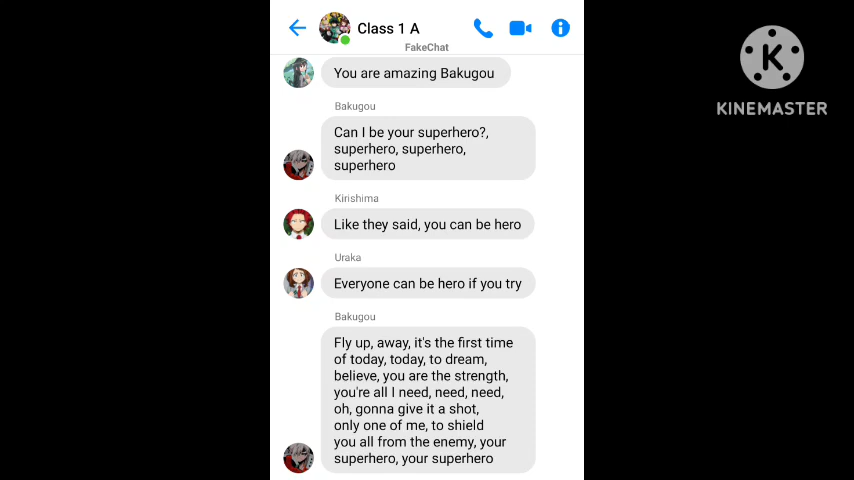 Class 1 A
FakeChat
You are amazing Bakugou
Bakugou
Can I be your superhero?,
superhero, superhero,
superhero
Kirishima
Like they said, you can be hero
Uraka
Everyone can be hero if you try
Bakugou
Fly up, away, it's the first time
of today, today, to dream,
believe, you are the strength,
you're all I need, need, need,
oh, gonna give it a shot,
only one of me, to shield
you all from the enemy, your
superhero, your superhero
K
KINEMASTER